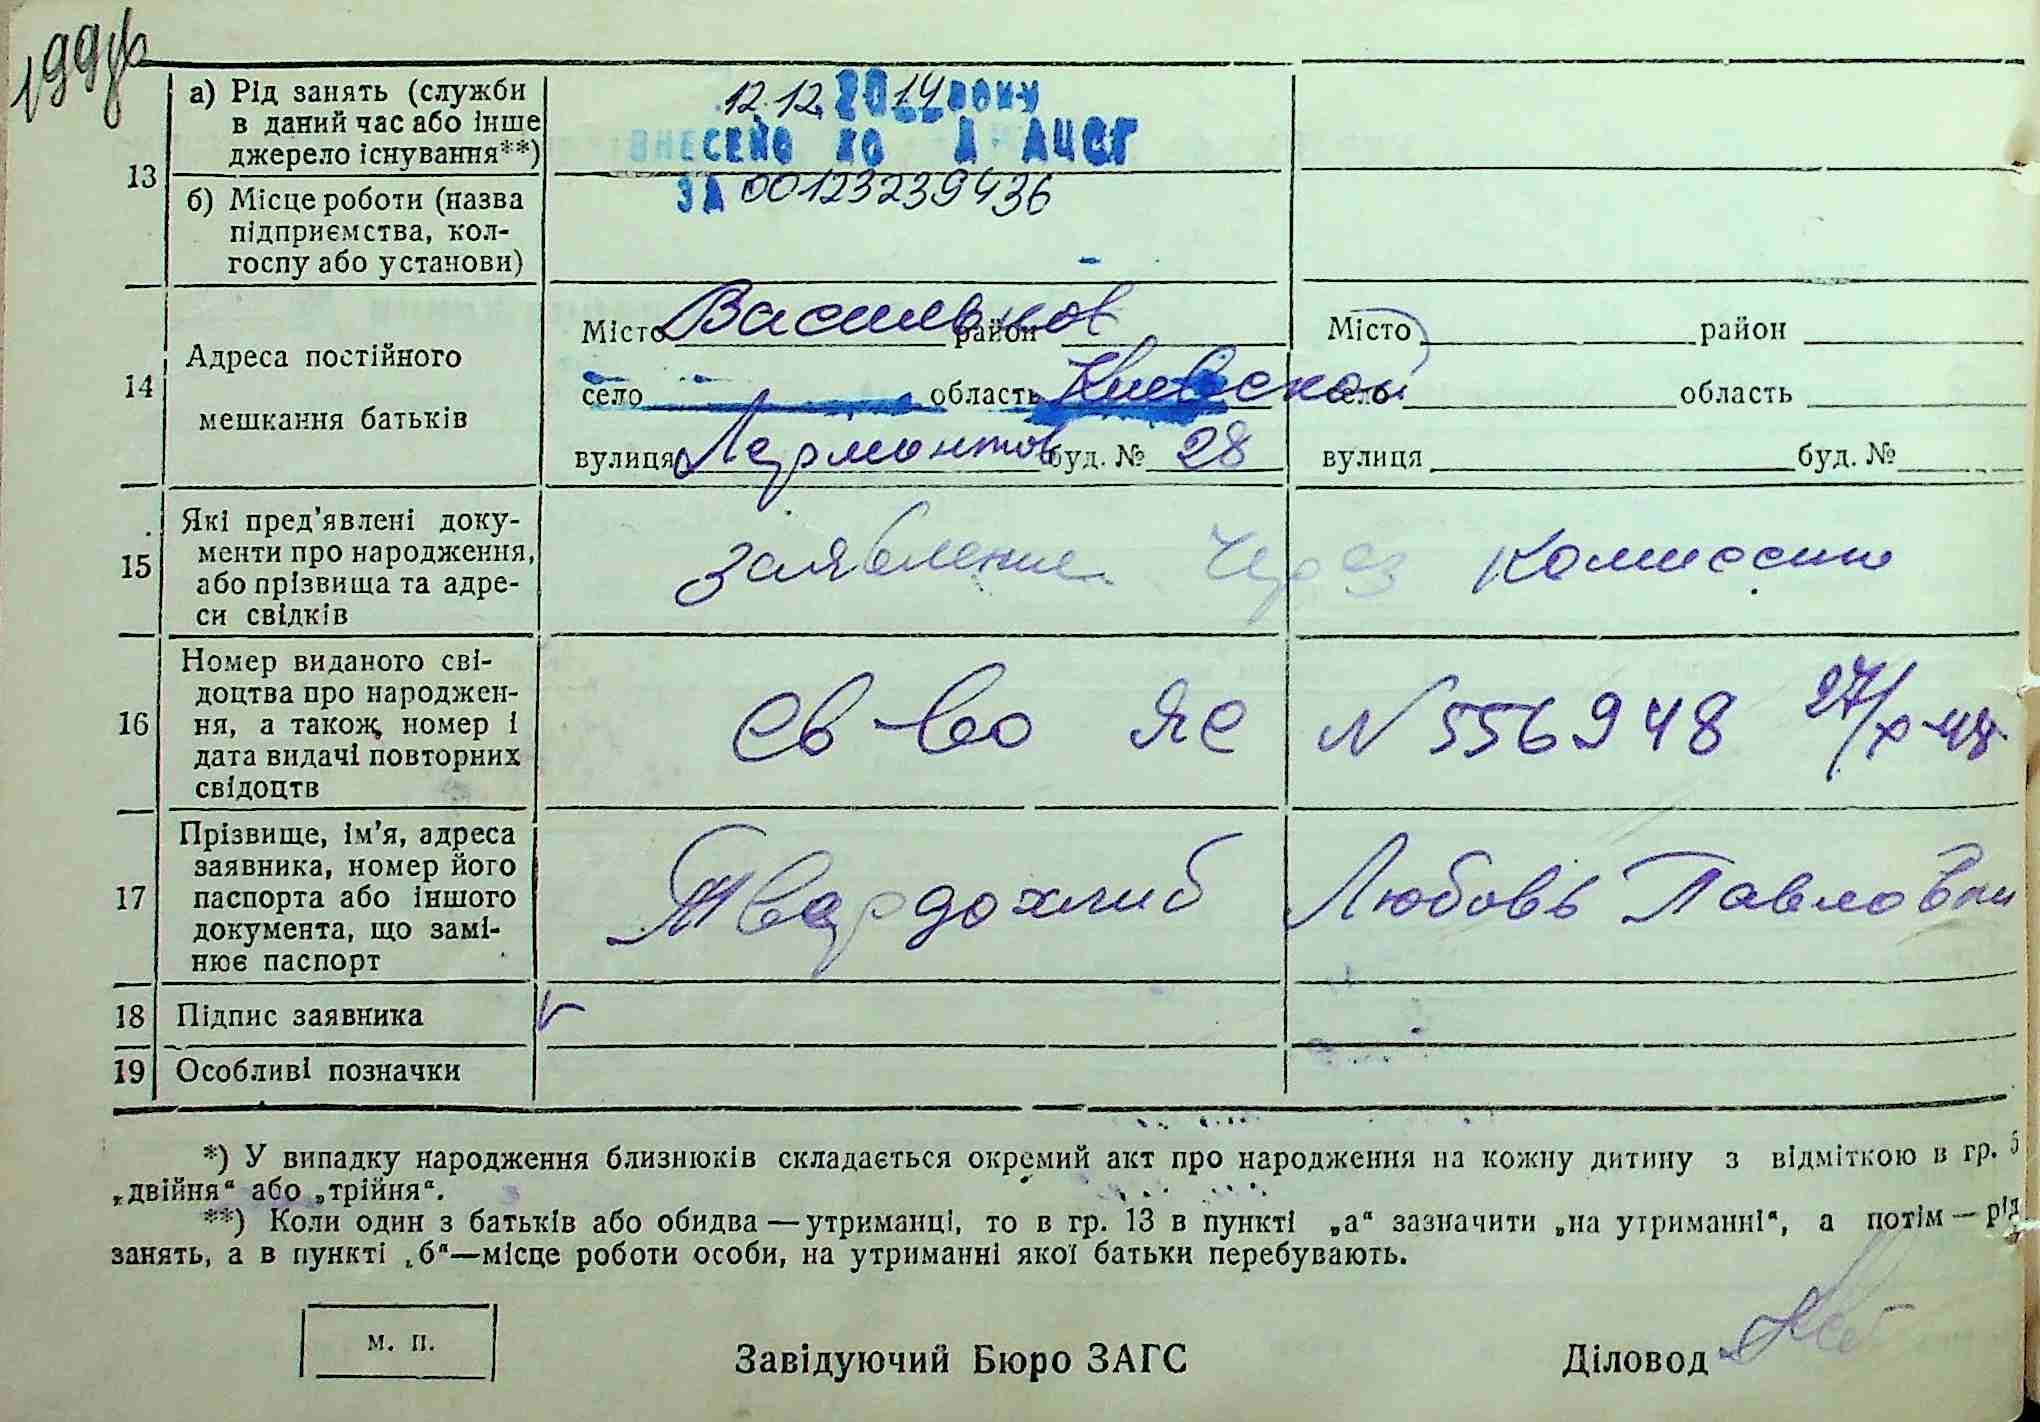 199
а) Рід занять (служби
в даний час або інше
джерело існування**)
13
12.12.2014 року
ВНЕСЕНО ДО ДРАЦСГ
ЗА 00123239436
б) Місце роботи (назва
підприємства, кол-
госпу або установи)
14
Адреса постійного
мешкання батьків
Місто Васильков район
село область Киевской
вулиця Лермонтов буд. № 28
Місто район
село область
вулиця буд. №
15
Які пред'явлені доку-
менти про народження,
або прізвища та адре-
си свідків
заявление через комиссию
16
Номер виданого сві-
доцтва про народжен-
ня, а також, номер і
дата видачі повторних
свідоцтв
св-во ЯС № 556948 27/X-48
17
Прізвище, ім'я, адреса
заявника, номер його
паспорта або іншого
документа, що замі-
нює паспорт
Твардохлиб Любовь Павловны
18 Підпис заявника
19 Особливі позначки
*) У випадку народження близнюків складається окремий акт про народження на кожну дитину з відміткою в гр. 5
„двійня“ або „трійня“.
**) Коли один з батьків або обидва—утриманці, то в гр. 13 в пункті „а“ зазначити „на утриманні“, а потім—рід
занять, а в пункті „б“—місце роботи особи, на утриманні якої батьки перебувають.
м. п.
Завідуючий Бюро ЗАГС
Діловод